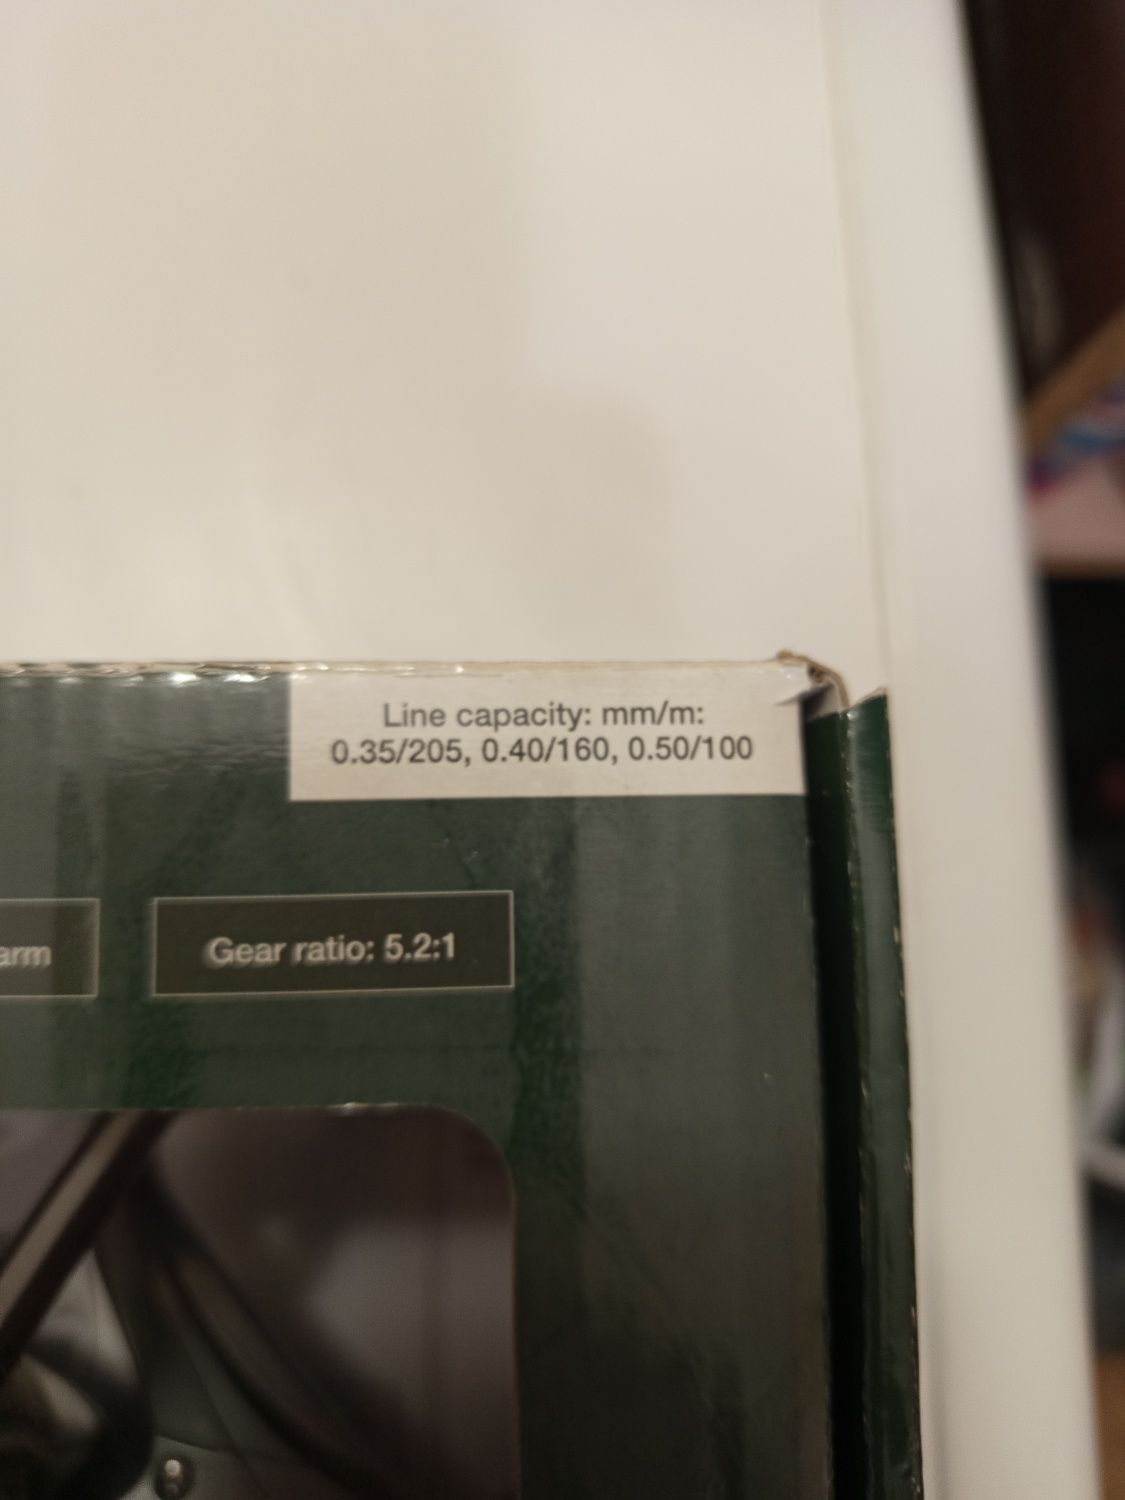 Line capacity: mm/m:
0.35/205, 0.40/160, 0.50/100
arm
Gear ratio: 5.2:1